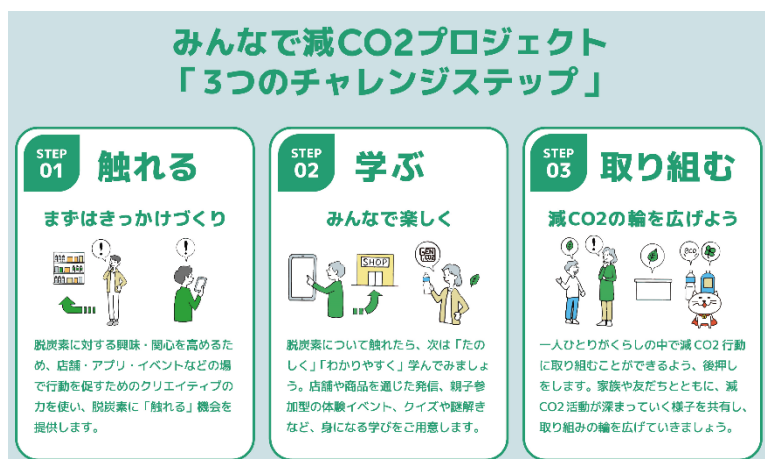 みんなで減CO2プロジェクト
「3つのチャレンジステップ」
STEP
01
触れる
まずはきっかけづくり
脱炭素に対する興味・関心を高めるた
め、店舗・アプリ・イベントなどの場
で行動を促すためのクリエイティブの
力を使い、脱炭素に「触れる」機会を
提供します。
STEP
02
学ぶ
みんなで楽しく
SHOP
脱炭素について触れたら、次は「たの
しく」「わかりやすく」学んでみましょ
う。店舗や商品を通じた発信、親子参
加型の体験イベント、クイズや謎解き
など、身になる学びをご用意します。
STEP
03
取り組む
減CO2の輪を広げよう
eco
一人ひとりがくらしの中で減CO2行動
に取り組むことができるよう、後押し
をします。家族や友だちとともに、減
CO2活動が深まっていく様子を共有し、
取り組みの輪を広げていきましょう。